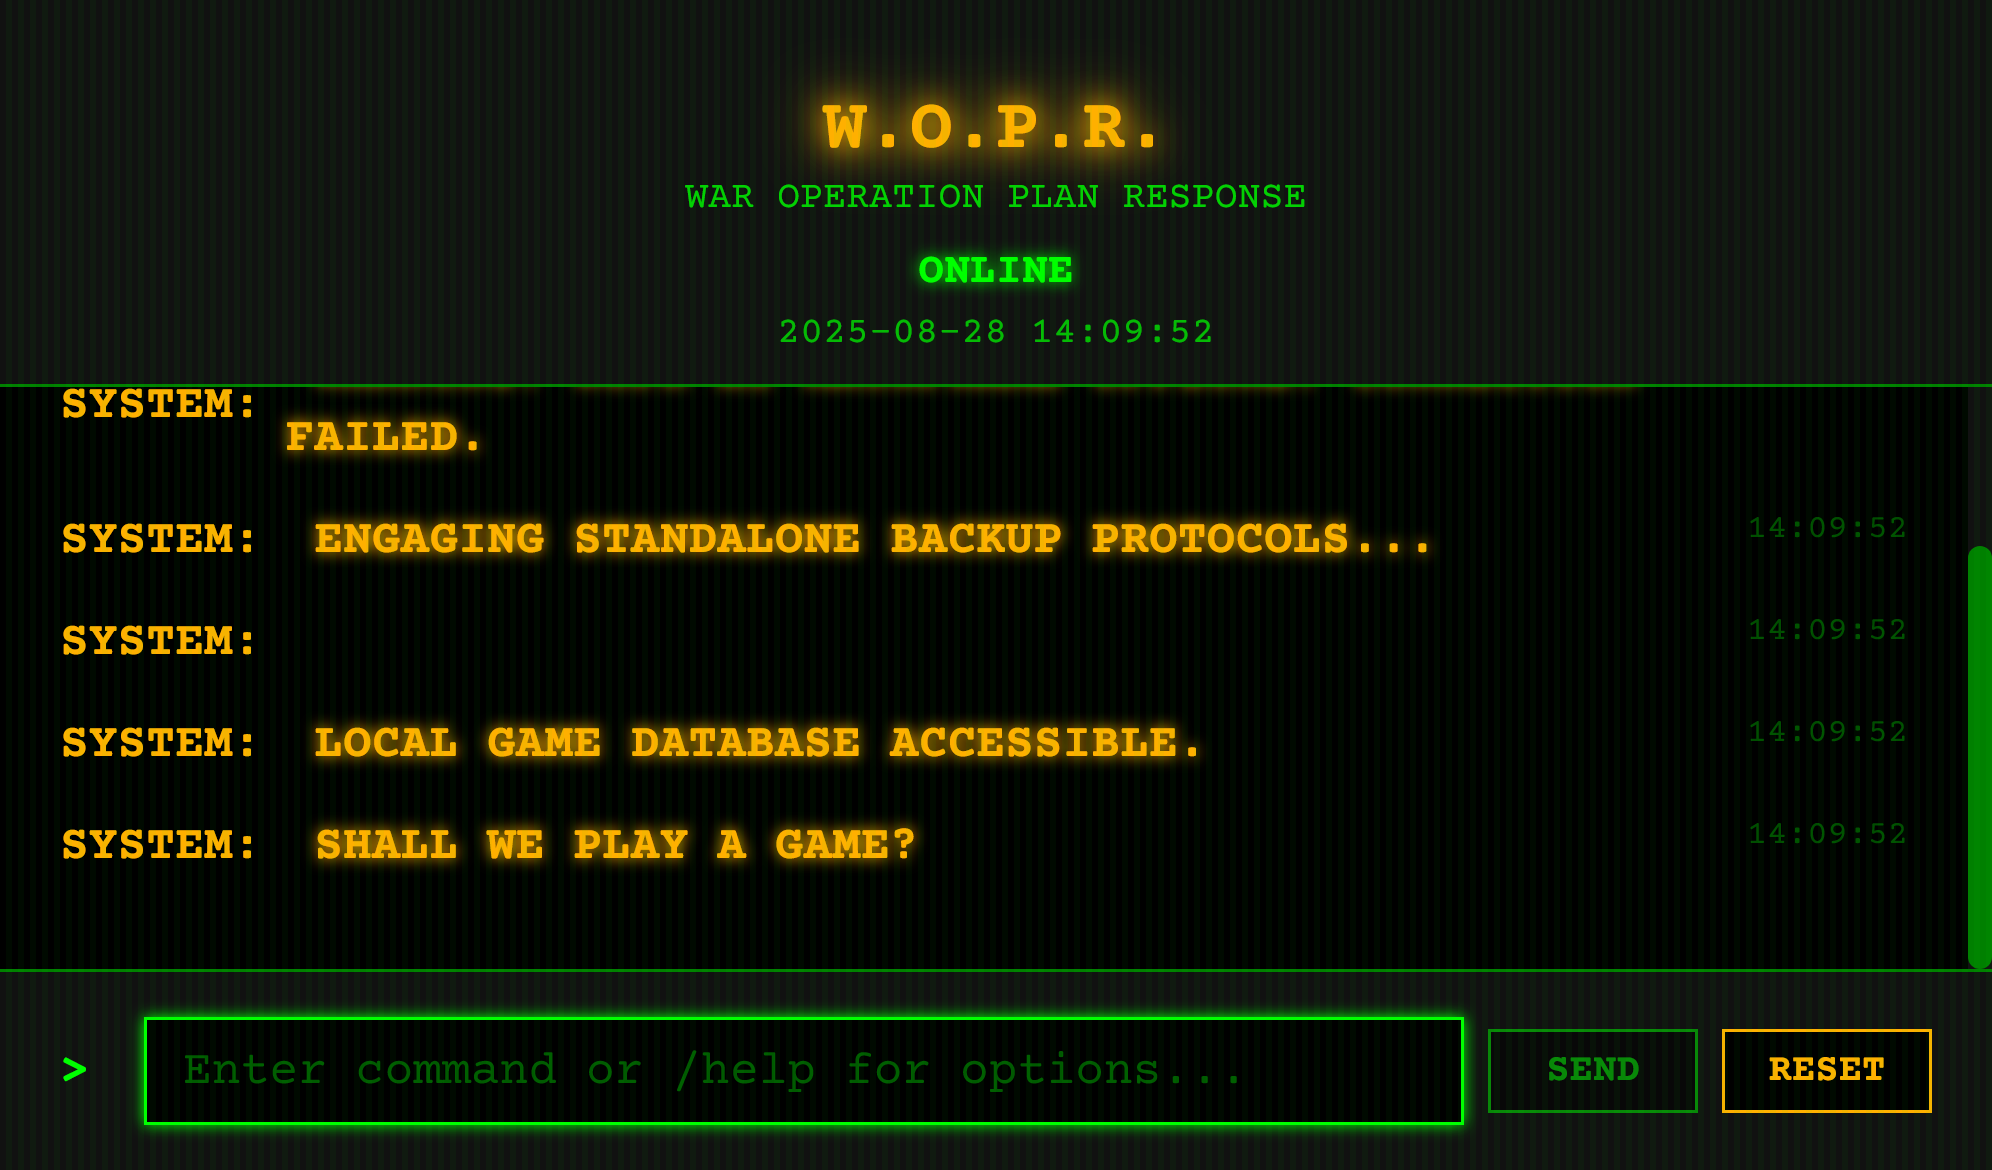 W.O.P.R.
WAR OPERATION PLAN RESPONSE
ONLINE
2025-08-28 14:09:52
SYSTEM:
FAILED.
SYSTEM: ENGAGING STANDALONE BACKUP PROTOCOLS... 14:09:52
SYSTEM: 14:09:52
SYSTEM: LOCAL GAME DATABASE ACCESSIBLE. 14:09:52
SYSTEM: SHALL WE PLAY A GAME? 14:09:52
> Enter command or /help for options... SEND RESET